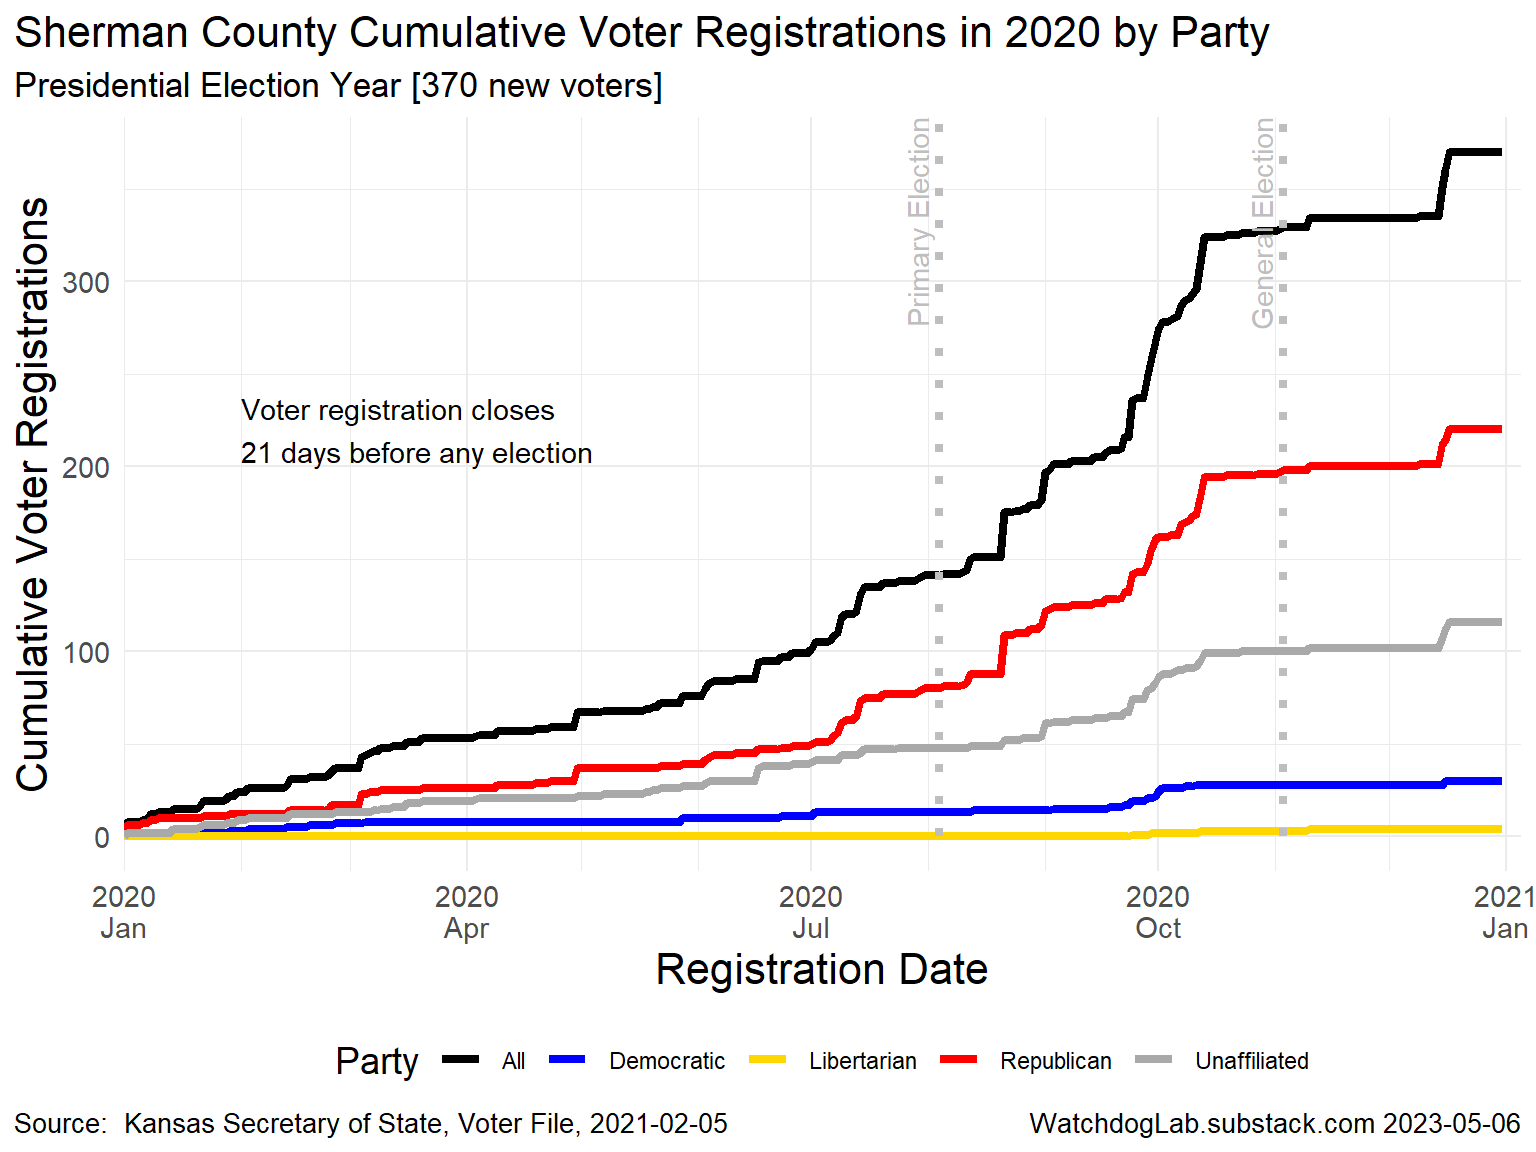 Sherman County Cumulative Voter Registrations in 2020 by Party
Presidential Election Year [370 new voters]
Cumulative Voter Registrations
300
200
100
0
Primary Election
General Election
Voter registration closes
21 days before any election
2020 2020 2020 2020 2021
Jan Apr Jul Oct Jan
Registration Date
Party All Democratic Libertarian Republican Unaffiliated
Source: Kansas Secretary of State, Voter File, 2021-02-05
WatchdogLab.substack.com 2023-05-06